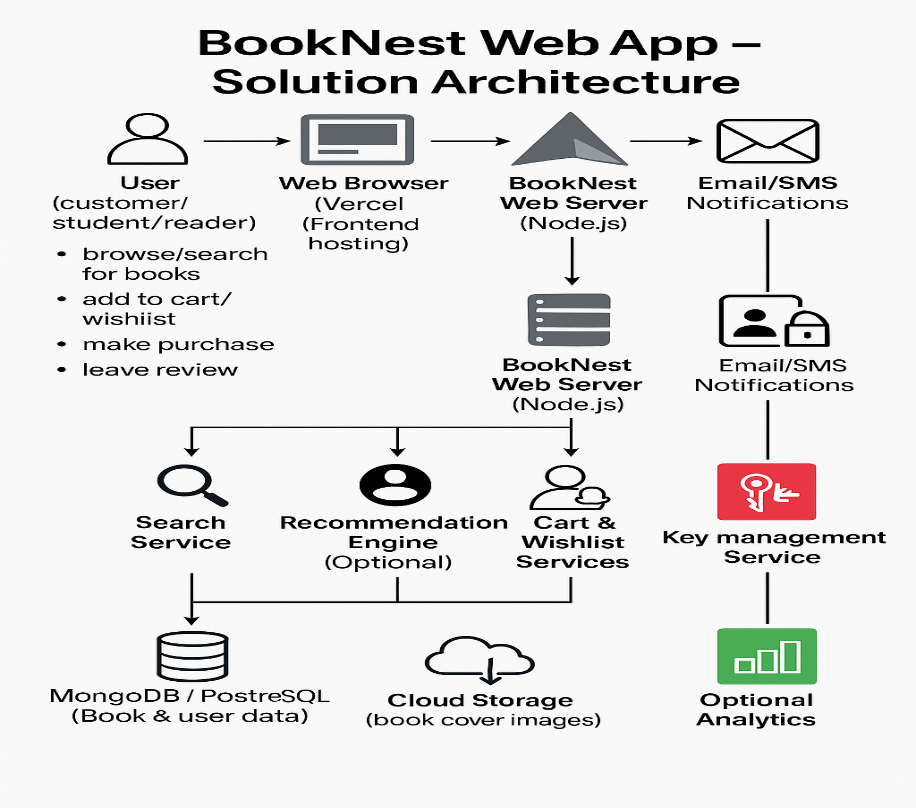 BookNest Web App –
Solution Architecture
User
(customer/
student/reader)
• browse/search
for books
• add to cart/
wishiist
• make purchase
• leave review
Web Browser
(Vercel
(Frontend
hosting)
BookNest
Web Server
(Node.js)
Email/SMS
Notifications
BookNest
Web Server
(Node.js)
Email/SMS
Notifications
Search
Service
Recommendation
Engine
(Optional)
Cart &
Wishlist
Services
Key management
Service
MongoDB / PostreSQL
(Book & user data)
Cloud Storage
(book cover images)
Optional
Analytics